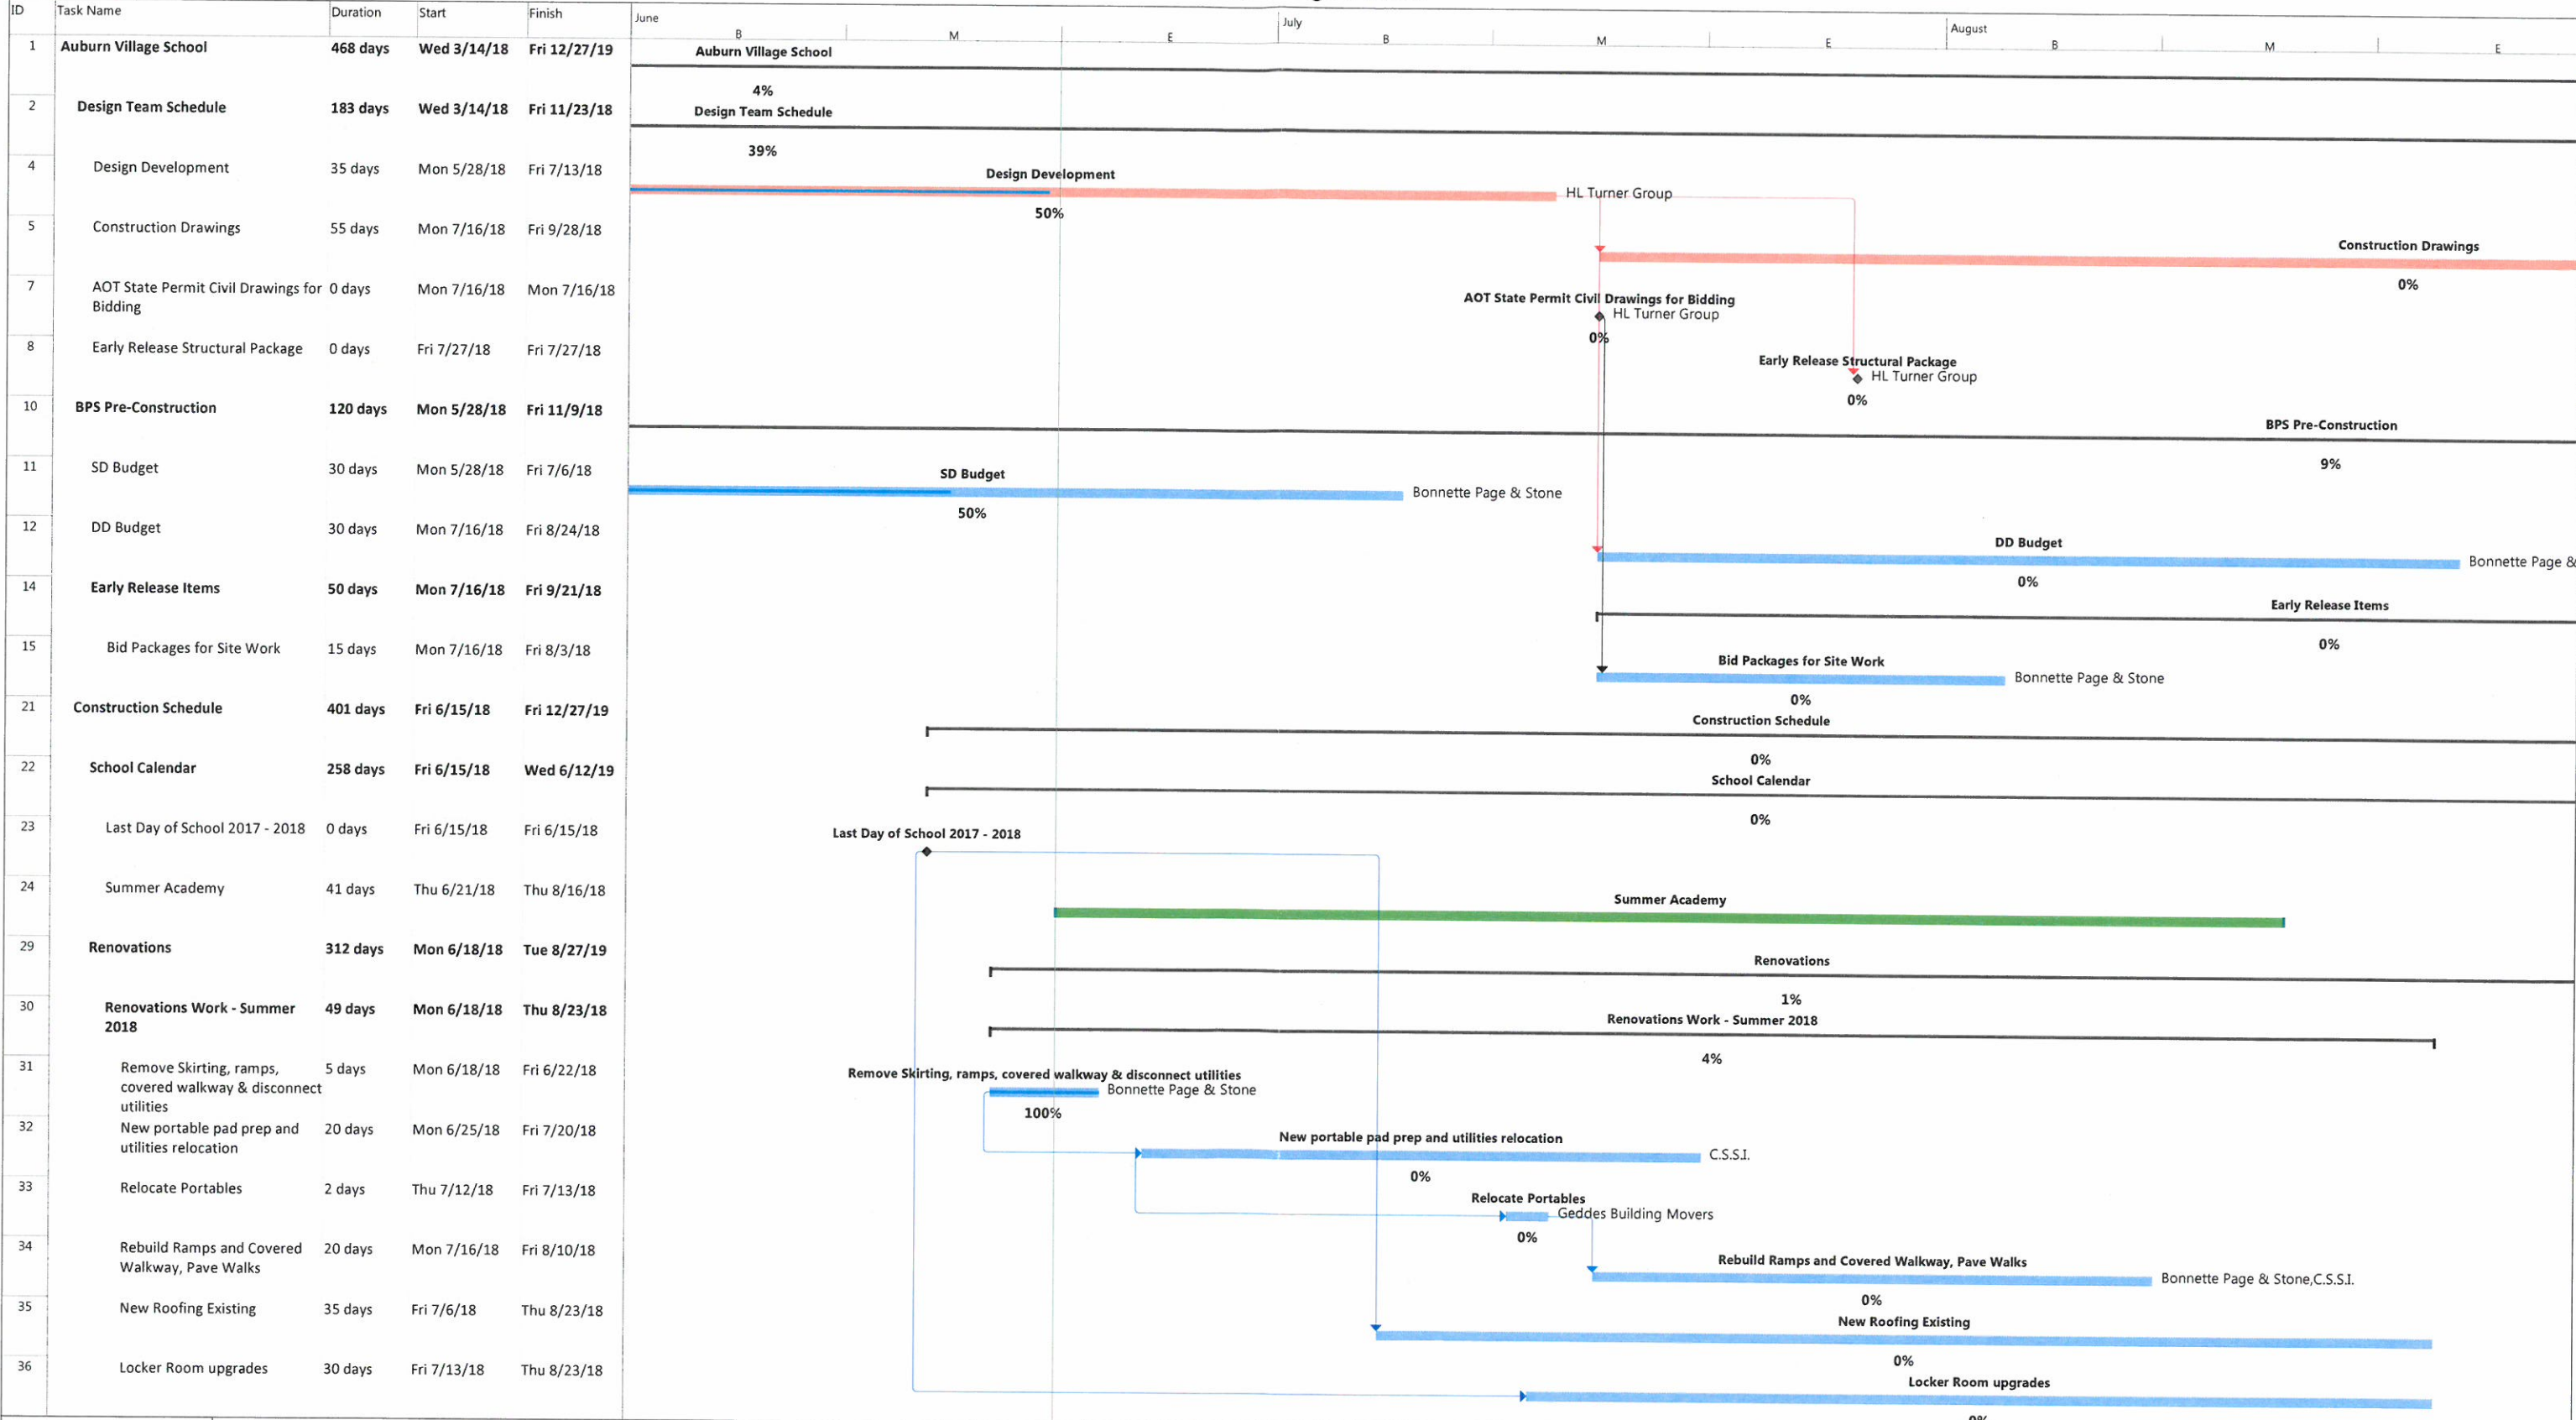 ID Task Name Duration Start Finish June July August
B M E B M E B M E
1 Auburn Village School 468 days Wed 3/14/18 Fri 12/27/19 Auburn Village School
4%
2 Design Team Schedule 183 days Wed 3/14/18 Fri 11/23/18 Design Team Schedule
39%
4 Design Development 35 days Mon 5/28/18 Fri 7/13/18 Design Development
HL Turner Group
50%
5 Construction Drawings 55 days Mon 7/16/18 Fri 9/28/18 Construction Drawings
0%
7 AOT State Permit Civil Drawings for 0 days Mon 7/16/18 Mon 7/16/18 AOT State Permit Civil Drawings for Bidding
Bidding HL Turner Group
0%
8 Early Release Structural Package 0 days Fri 7/27/18 Fri 7/27/18 Early Release Structural Package
HL Turner Group
0%
10 BPS Pre-Construction 120 days Mon 5/28/18 Fri 11/9/18 BPS Pre-Construction
9%
11 SD Budget 30 days Mon 5/28/18 Fri 7/6/18 SD Budget
Bonnette Page & Stone
50%
12 DD Budget 30 days Mon 7/16/18 Fri 8/24/18 DD Budget
Bonnette Page &
0%
14 Early Release Items 50 days Mon 7/16/18 Fri 9/21/18 Early Release Items
0%
15 Bid Packages for Site Work 15 days Mon 7/16/18 Fri 8/3/18 Bid Packages for Site Work
Bonnette Page & Stone
0%
21 Construction Schedule 401 days Fri 6/15/18 Fri 12/27/19 Construction Schedule
0%
22 School Calendar 258 days Fri 6/15/18 Wed 6/12/19 School Calendar
0%
23 Last Day of School 2017 - 2018 0 days Fri 6/15/18 Fri 6/15/18 Last Day of School 2017 - 2018
24 Summer Academy 41 days Thu 6/21/18 Thu 8/16/18 Summer Academy
29 Renovations 312 days Mon 6/18/18 Tue 8/27/19 Renovations
1%
30 Renovations Work - Summer 49 days Mon 6/18/18 Thu 8/23/18 Renovations Work - Summer 2018
2018
4%
31 Remove Skirting, ramps, 5 days Mon 6/18/18 Fri 6/22/18 Remove Skirting, ramps, covered walkway & disconnect utilities
covered walkway & disconnect Bonnette Page & Stone
utilities 100%
32 New portable pad prep and 20 days Mon 6/25/18 Fri 7/20/18 New portable pad prep and utilities relocation
utilities relocation C.S.S.I.
0%
33 Relocate Portables 2 days Thu 7/12/18 Fri 7/13/18 Relocate Portables
Geddes Building Movers
0%
34 Rebuild Ramps and Covered 20 days Mon 7/16/18 Fri 8/10/18 Rebuild Ramps and Covered Walkway, Pave Walks
Walkway, Pave Walks Bonnette Page & Stone,C.S.S.I.
0%
35 New Roofing Existing 35 days Fri 7/6/18 Thu 8/23/18 New Roofing Existing
0%
36 Locker Room upgrades 30 days Fri 7/13/18 Thu 8/23/18 Locker Room upgrades